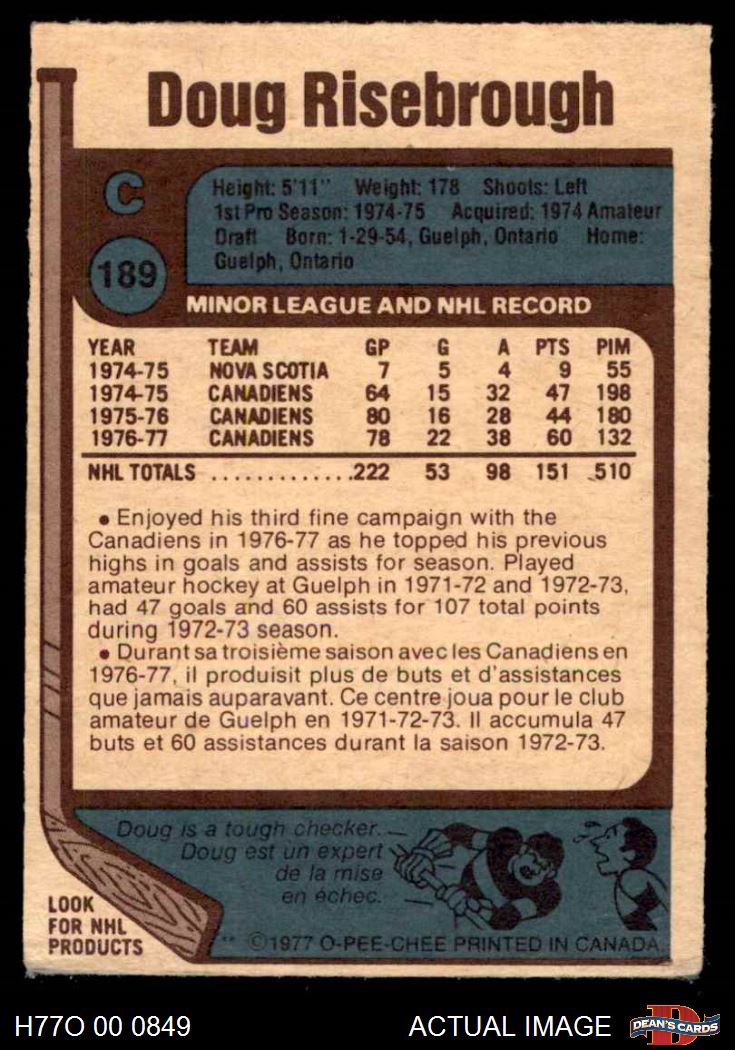 Doug Risebrough
C
Height: 5'11" Weight: 178 Shoots: Left
1st Pro Season: 1974-75 Acquired: 1974 Amateur
Draft Born: 1-29-54, Guelph, Ontario Home:
Guelph, Ontario
189
MINOR LEAGUE AND NHL RECORD
YEAR TEAM GP G A PTS PIM
1974-75 NOVA SCOTIA 7 5 4 9 55
1974-75 CANADIENS 64 15 32 47 198
1975-76 CANADIENS 80 16 28 44 180
1976-77 CANADIENS 78 22 38 60 132
NHL TOTALS ............. 222 53 98 151 510
• Enjoyed his third fine campaign with the
Canadiens in 1976-77 as he topped his previous
highs in goals and assists for season. Played
amateur hockey at Guelph in 1971-72 and 1972-73,
had 47 goals and 60 assists for 107 total points
during 1972-73 season.
• Durant sa troisième saison avec les Canadiens en
1976-77, il produisit plus de buts et d'assistances
que jamais auparavant. Ce centre joua pour le club
amateur de Guelph en 1971-72-73. Il accumula 47
buts et 60 assistances durant la saison 1972-73.
Doug is a tough checker.
Doug est un expert
de la mise
en échec.
LOOK
FOR NHL
PRODUCTS
** ©1977 O-PEE-CHEE PRINTED IN CANADA
H77O 00 0849
ACTUAL IMAGE
D
DEAN'S CARDS